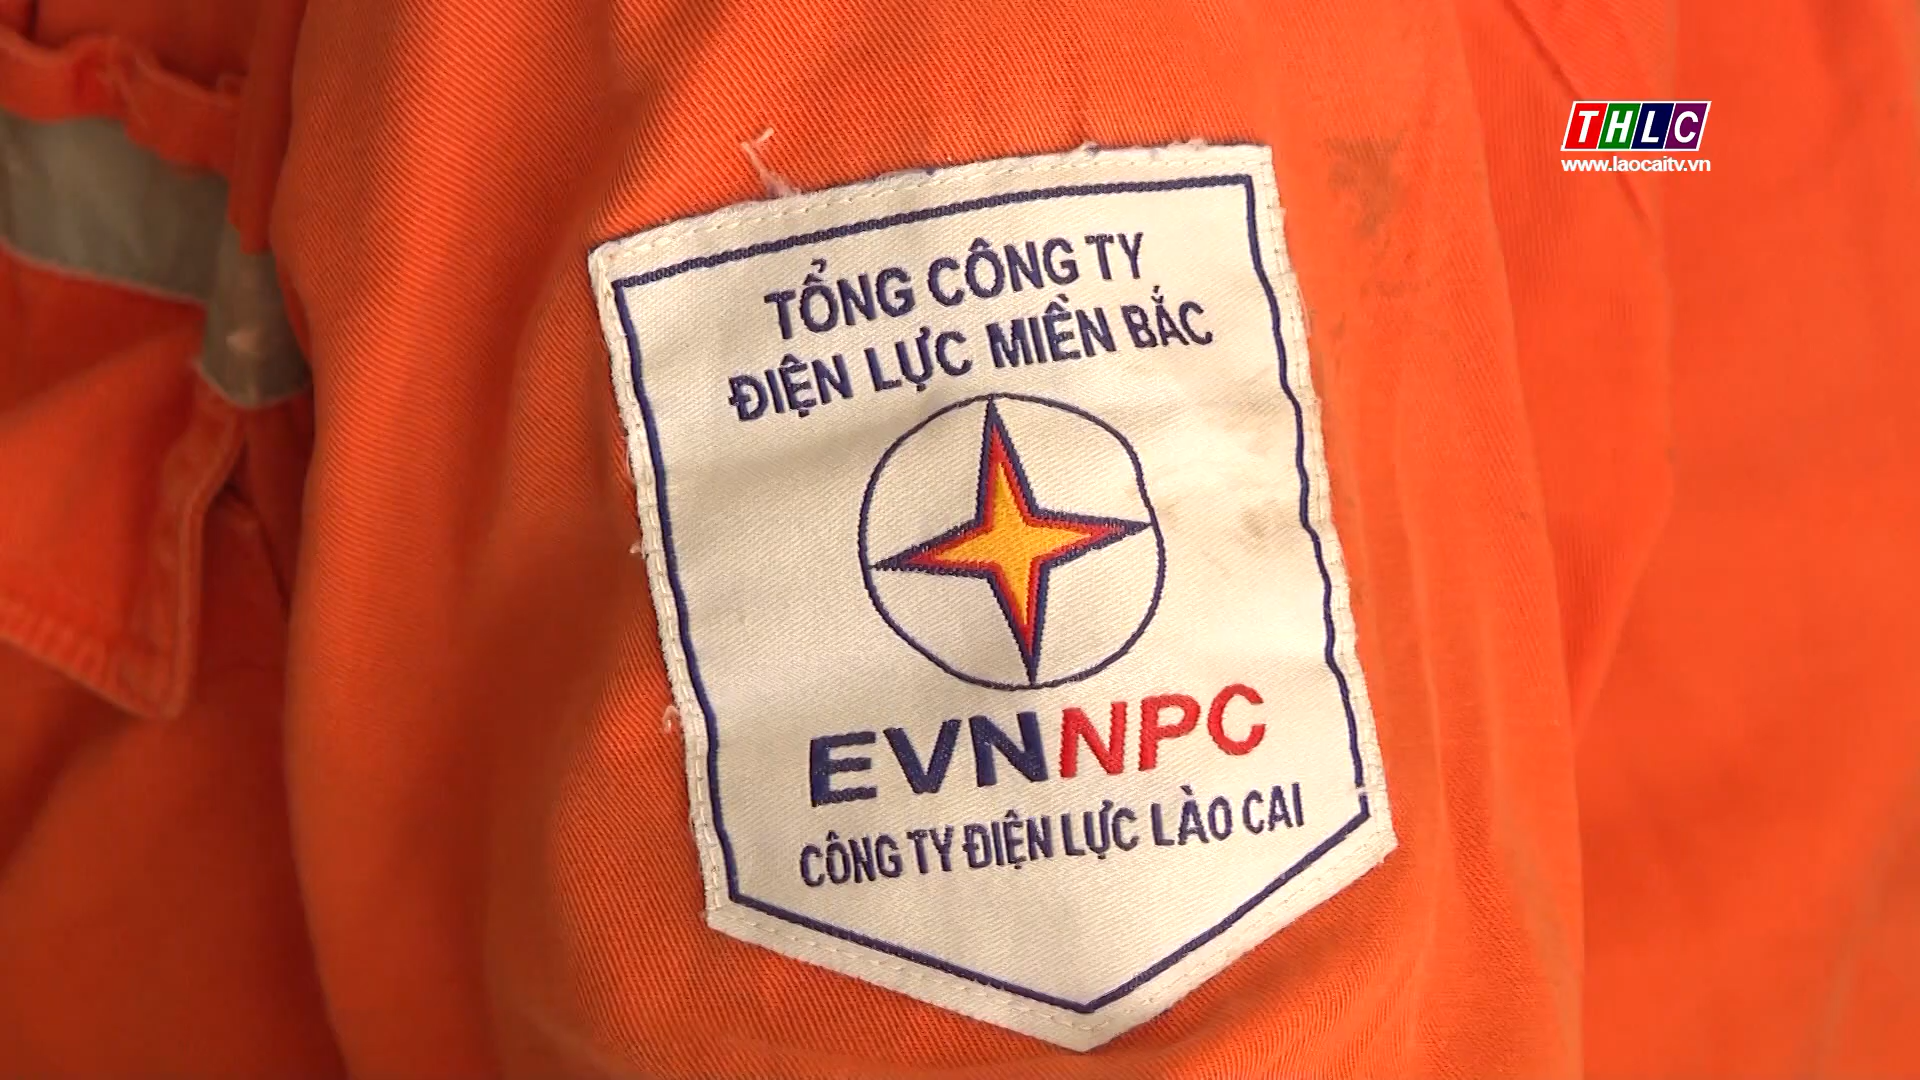 THLC
www.laocaitv.vn
TỔNG CÔNG TY
ĐIỆN LỰC MIỀN BẮC
EVNNPC
CÔNG TY ĐIỆN LỰC LÀO CAI